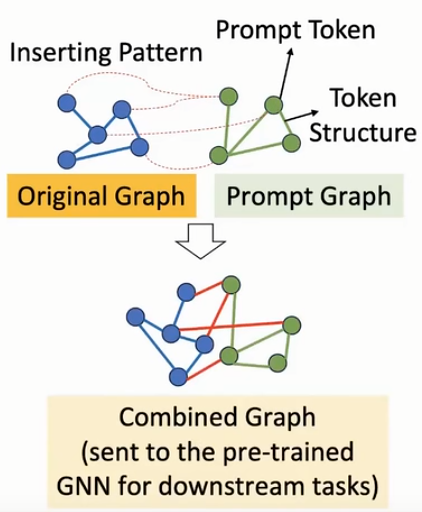 Prompt Token
Inserting Pattern
Token
Structure
Original Graph
Prompt Graph
Combined Graph
(sent to the pre-trained
GNN for downstream tasks)